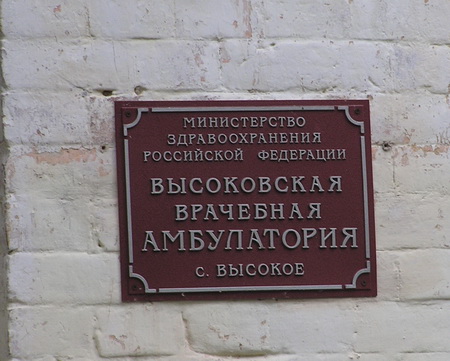 МИНИСТЕРСТВО
ЗДРАВООХРАНЕНИЯ
РОССИЙСКОЙ ФЕДЕРАЦИИ
ВЫСОКОВСКАЯ
ВРАЧЕБНАЯ
АМБУЛАТОРИЯ
с. ВЫСОКОЕ